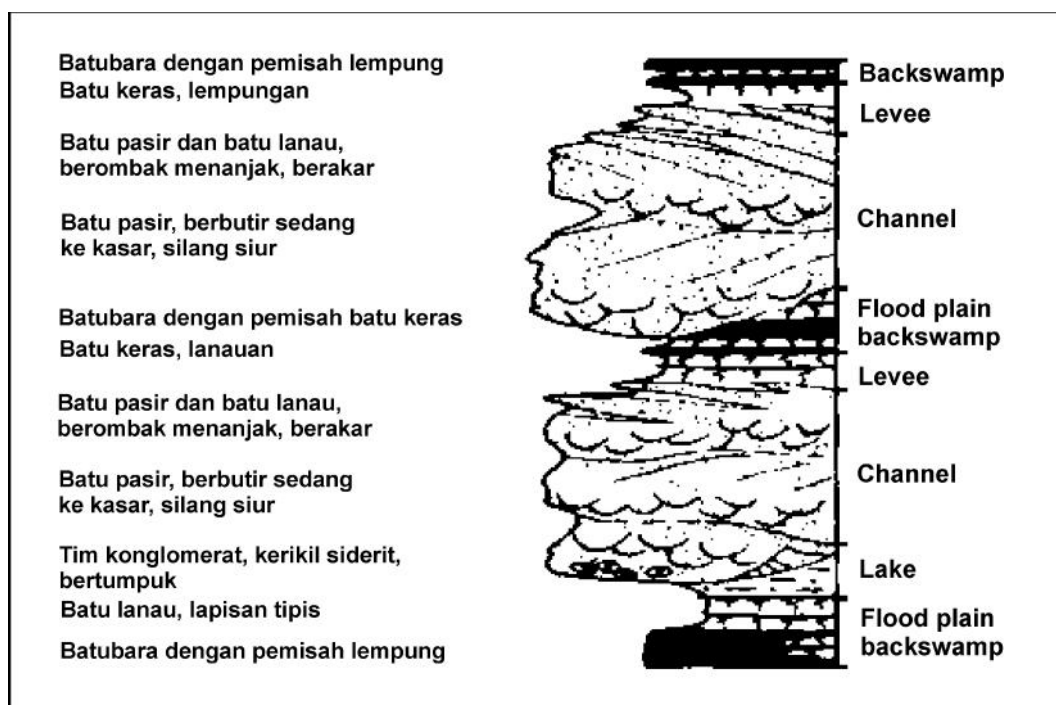 Batubara dengan pemisah lempung
Batu keras, lempungan
Batu pasir dan batu lanau,
berombak menanjak, berakar
Batu pasir, berbutir sedang
ke kasar, silang siur
Batubara dengan pemisah batu keras
Batu keras, lanauan
Batu pasir dan batu lanau,
berombak menanjak, berakar
Batu pasir, berbutir sedang
ke kasar, silang siur
Tim konglomerat, kerikil siderit,
bertumpuk
Batu lanau, lapisan tipis
Batubara dengan pemisah lempung
Backswamp
Levee
Channel
Flood plain
backswamp
Levee
Channel
Lake
Flood plain
backswamp